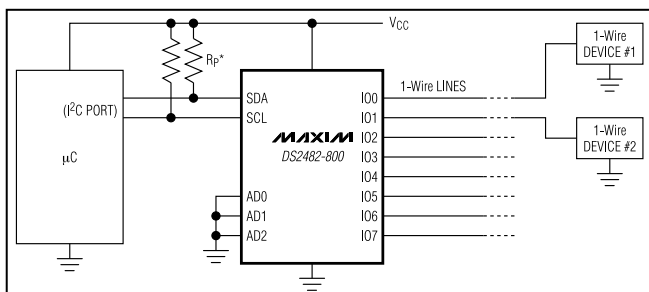 VCC
RP*
1-Wire
DEVICE #1
1-Wire LINES
(I²C PORT)
SDA
IO0
SCL
IO1
1-Wire
DEVICE #2
MAXIM
IO2
µC
DS2482-800
IO3
IO4
AD0
IO5
AD1
IO6
AD2
IO7